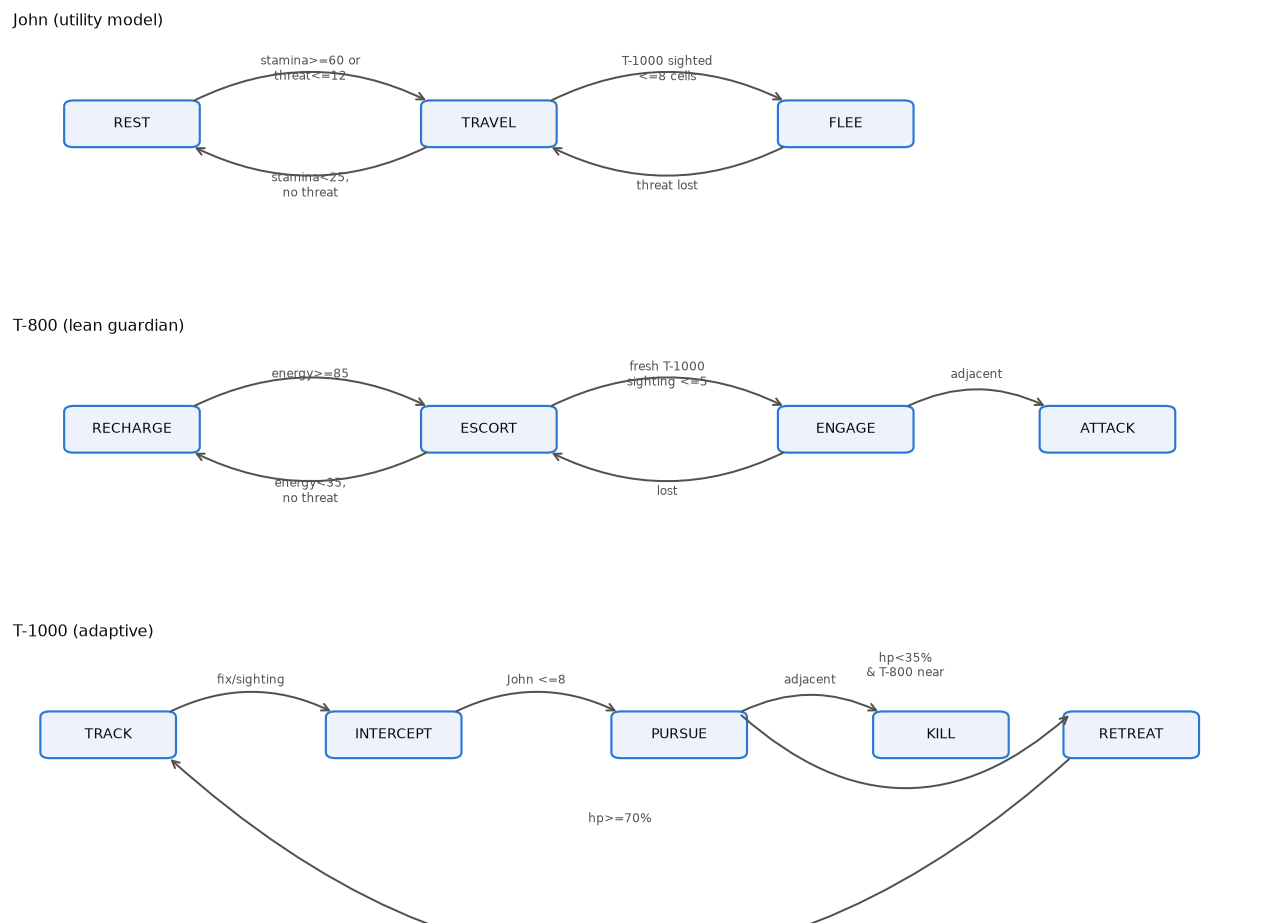 John (utility model)
stamina>=60 or
threat<=12
T-1000 sighted
<=8 cells
REST
TRAVEL
FLEE
stamina<25,
no threat
threat lost
T-800 (lean guardian)
energy>=85
fresh T-1000
sighting <=5
adjacent
RECHARGE
ESCORT
ENGAGE
ATTACK
energy<35,
no threat
lost
T-1000 (adaptive)
hp<35%
& T-800 near
fix/sighting
John <=8
adjacent
TRACK
INTERCEPT
PURSUE
KILL
RETREAT
hp>=70%